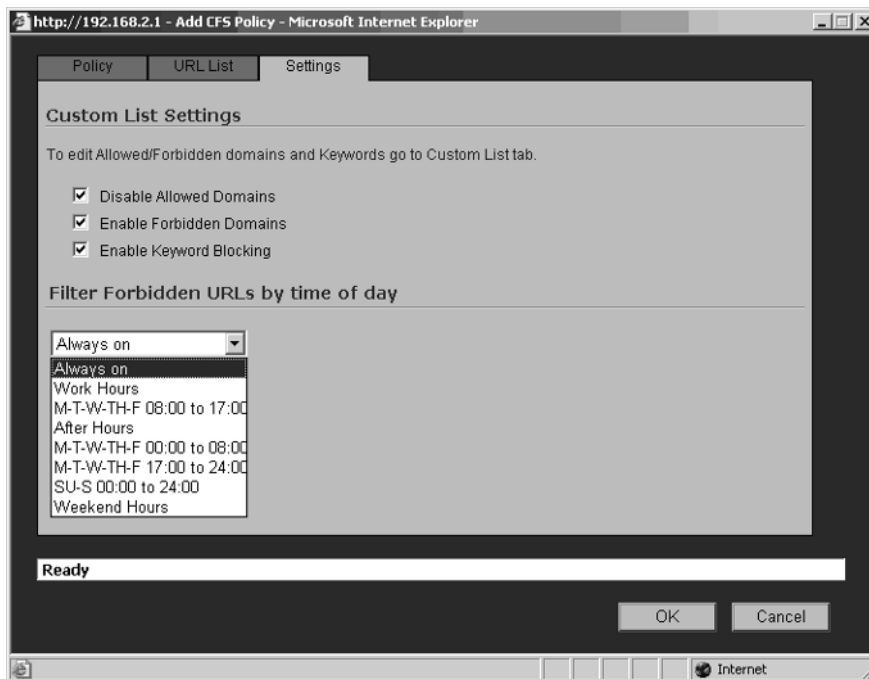 http://192.168.2.1 - Add CFS Policy - Microsoft Internet Explorer
Policy URL List Settings
Custom List Settings
To edit Allowed/Forbidden domains and Keywords go to Custom List tab.
Disable Allowed Domains
Enable Forbidden Domains
Enable Keyword Blocking
Filter Forbidden URLs by time of day
Always on
Always on
Work Hours
M-T-W-TH-F 08:00 to 17:00
After Hours
M-T-W-TH-F 00:00 to 08:00
M-T-W-TH-F 17:00 to 24:00
SU-S 00:00 to 24:00
Weekend Hours
Ready
OK Cancel
Internet